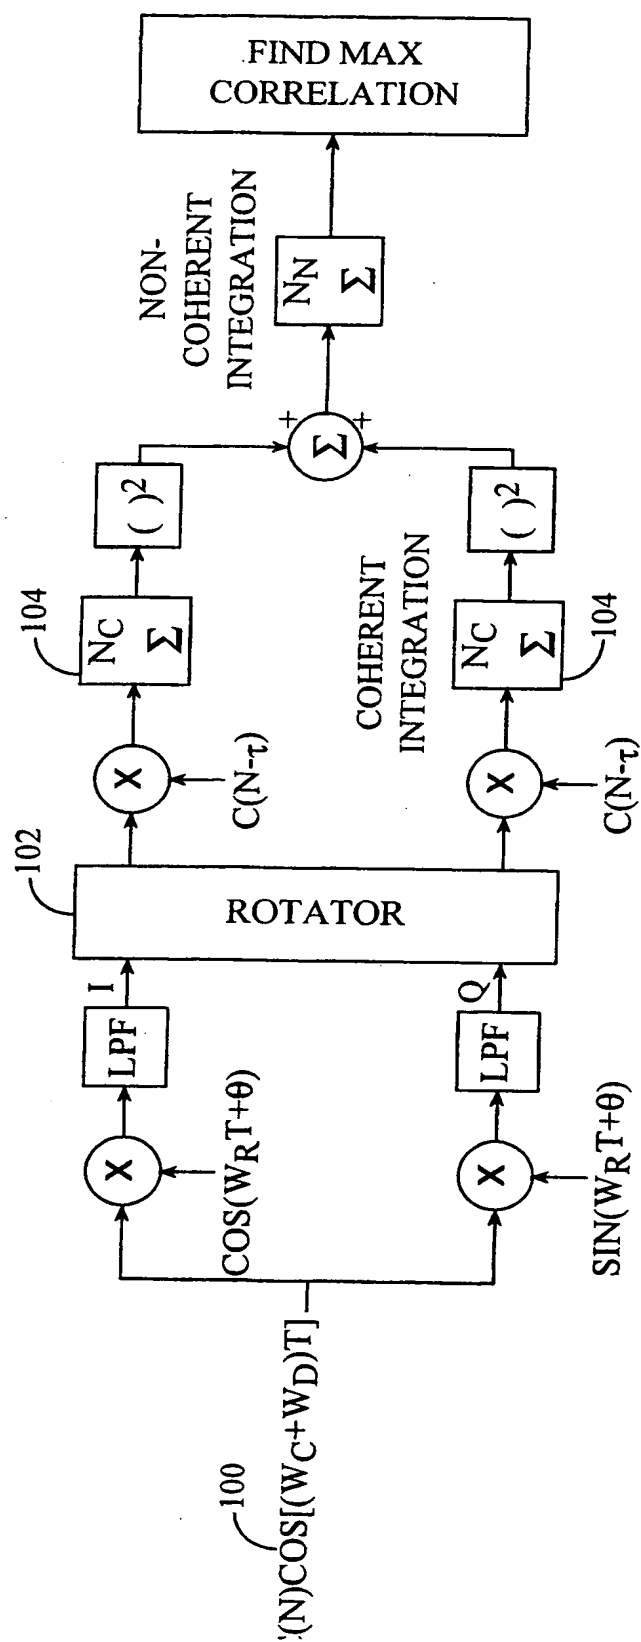 FIND MAX
CORRELATION
NON-
COHERENT
INTEGRATION
N_N
Σ
+
+
Σ
( )²
( )²
104
N_C
Σ
COHERENT
INTEGRATION
N_C
Σ
104
X
C(N-τ)
X
C(N-τ)
102
ROTATOR
I
Q
LPF
LPF
X
COS(W_RT+θ)
X
SIN(W_RT+θ)
100
(N)COS[(W_C+W_D)T]